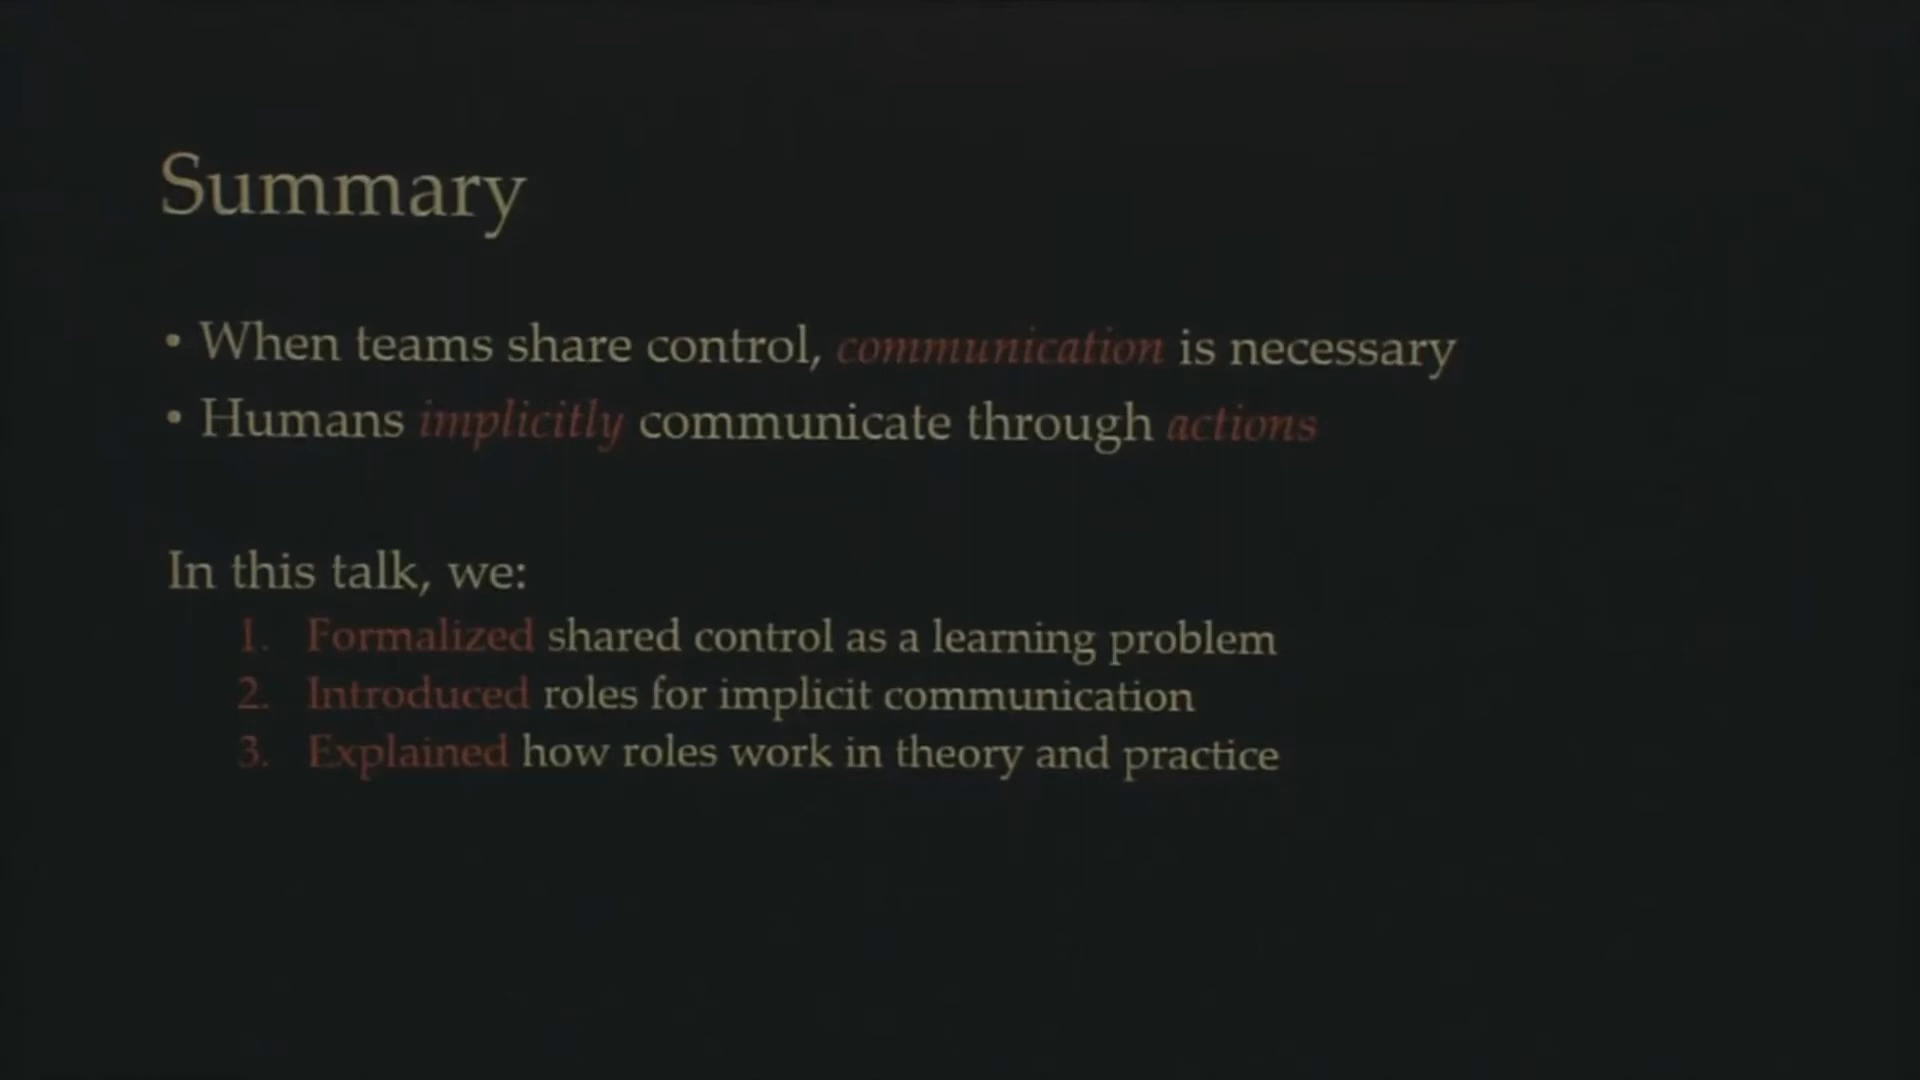 Summary
• When teams share control, communication is necessary
• Humans implicitly communicate through actions
In this talk, we:
1. Formalized shared control as a learning problem
2. Introduced roles for implicit communication
3. Explained how roles work in theory and practice